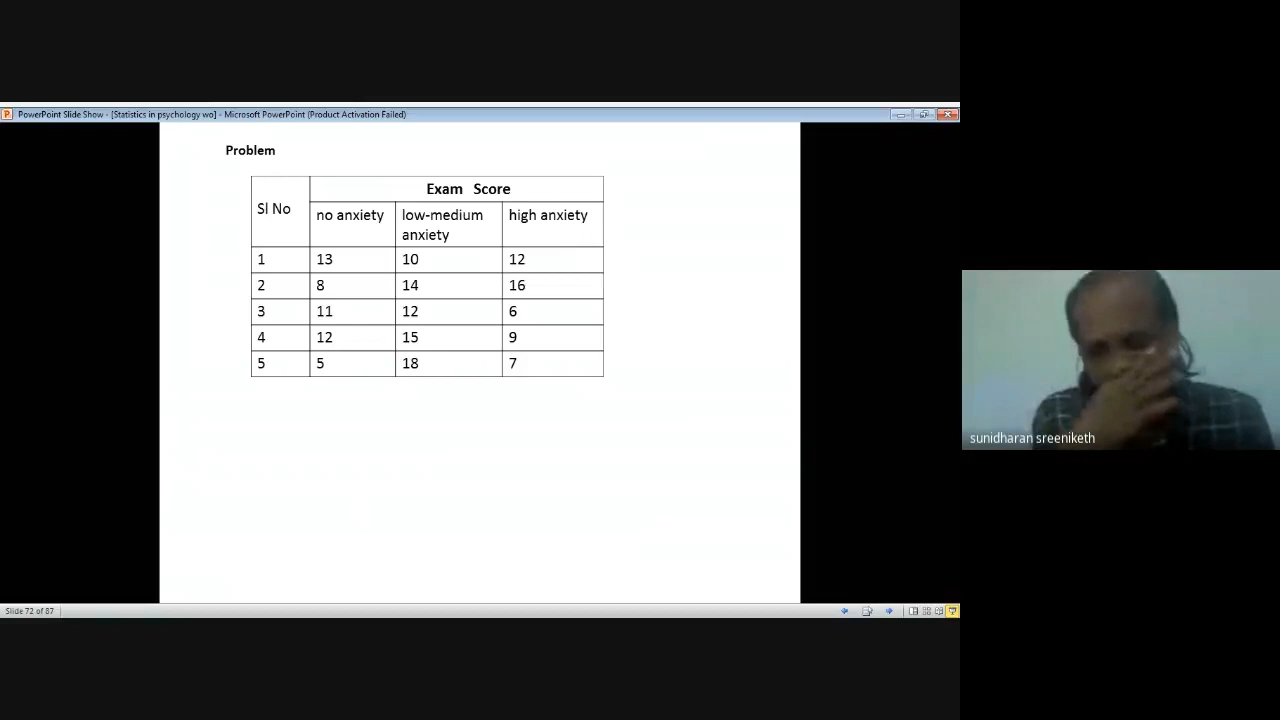 PowerPoint Slide Show - [Statistics in psychology wo] - Microsoft PowerPoint (Product Activation Failed)
Problem
Sl No
Exam Score
no anxiety
low-medium
anxiety
high anxiety
1 13 10 12
2 8 14 16
3 11 12 6
4 12 15 9
5 5 18 7
sunidharan sreeniketh
Slide 72 of 87